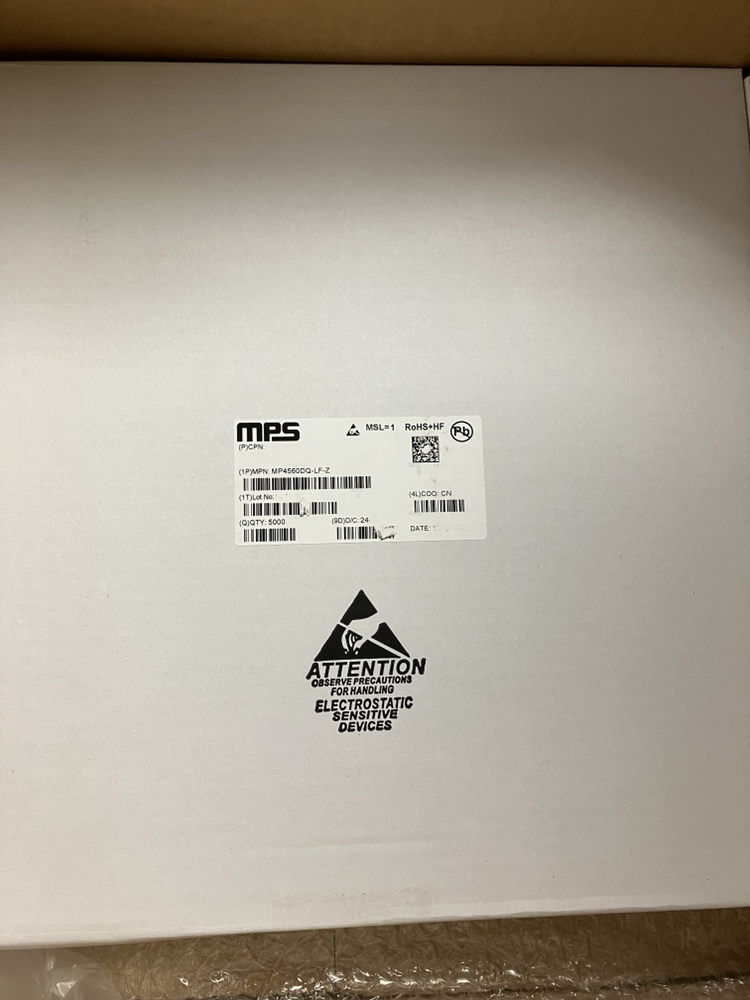 MPS
MSL=1 RoHS+HF Pb
(P)CPN:
(1P)MPN: MP4560DQ-LF-Z
(1T)Lot No:
(4L)COO: CN
(Q)QTY: 5000
(9D)D/C: 24
DATE:
ATTENTION
OBSERVE PRECAUTIONS
FOR HANDLING
ELECTROSTATIC
SENSITIVE
DEVICES